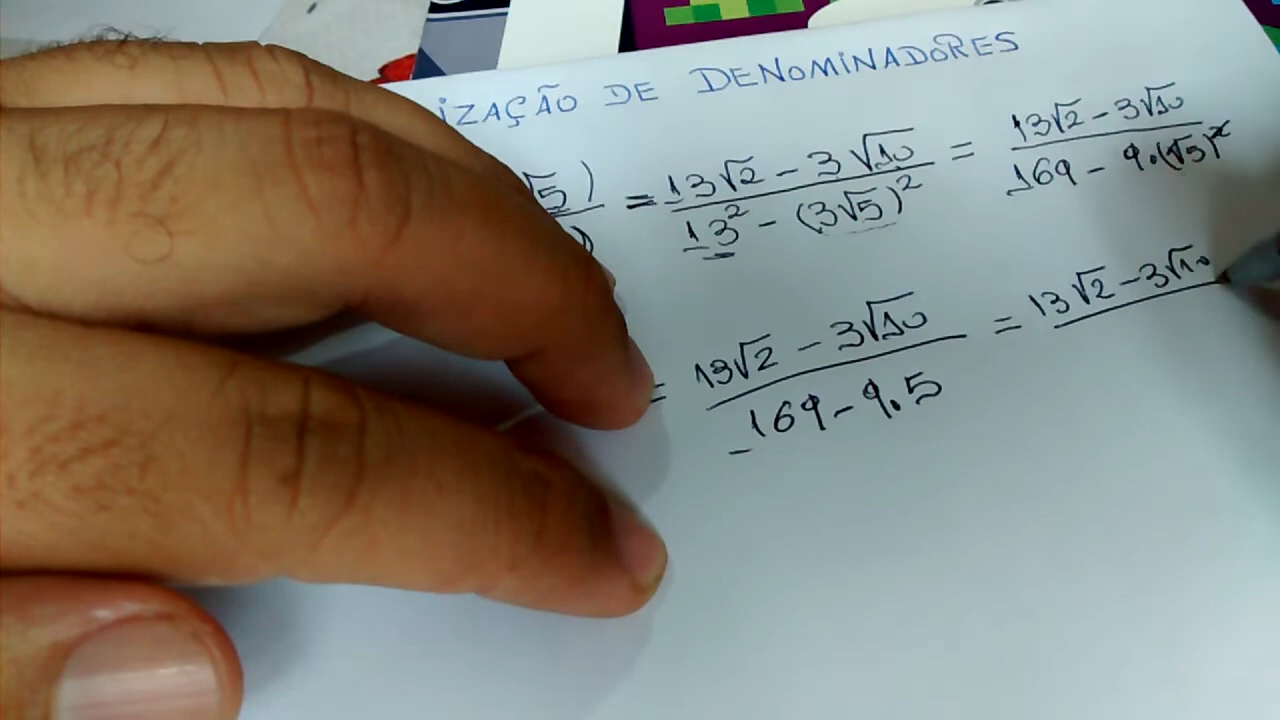 IZAÇÃO DE DENOMINADORES
√5) = 13√2 - 3√10 / 13² - (3√5)² = 13√2 - 3√10 / 169 - 9.(√5)²
= 13√2 - 3√10 / 169 - 9.5 = 13√2 - 3√10